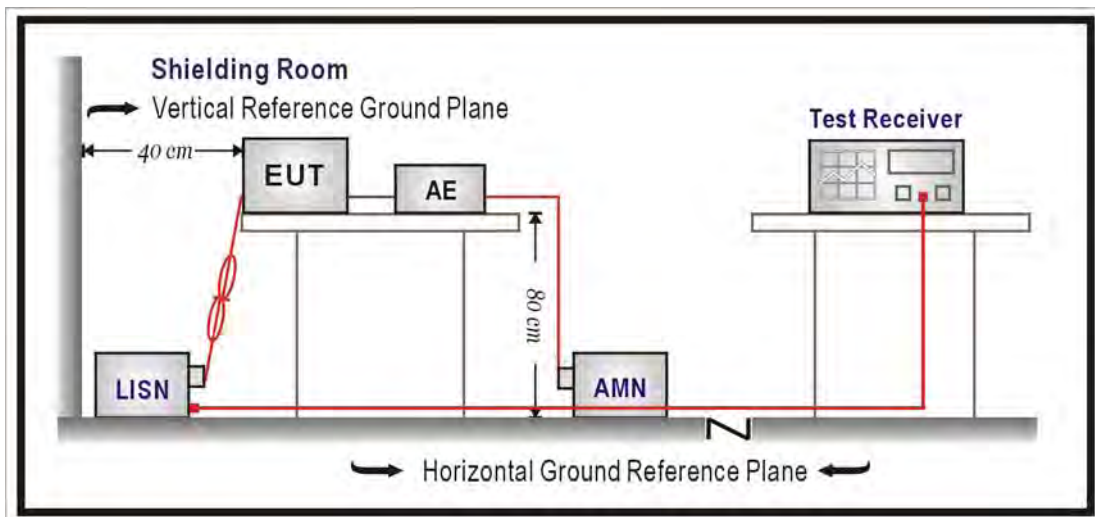 Shielding Room
Vertical Reference Ground Plane
40 cm
EUT
AE
Test Receiver
80 cm
LISN
AMN
Horizontal Ground Reference Plane